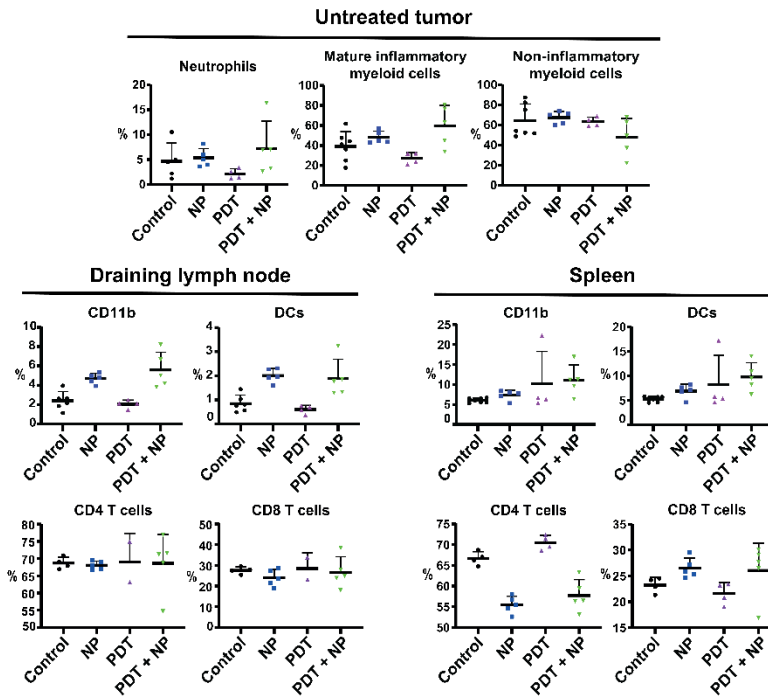 Untreated tumor
Neutrophils
Mature inflammatory
myeloid cells
Non-inflammatory
myeloid cells
%
20
15
10
5
0
Control
NP
PDT
PDT + NP
%
100
80
60
40
20
0
Control
NP
PDT
PDT + NP
%
100
80
60
40
20
0
Control
NP
PDT
PDT + NP
Draining lymph node
CD11b
%
10
8
6
4
2
0
Control
NP
PDT
PDT + NP
DCs
%
4
3
2
1
0
Control
NP
PDT
PDT + NP
CD4 T cells
%
80
75
70
65
60
55
50
Control
NP
PDT
PDT + NP
CD8 T cells
%
50
40
30
20
10
0
Control
NP
PDT
PDT + NP
Spleen
CD11b
%
25
20
15
10
5
0
Control
NP
PDT
PDT + NP
DCs
%
20
15
10
5
0
Control
NP
PDT
PDT + NP
CD4 T cells
%
75
70
65
60
55
50
Control
NP
PDT
PDT + NP
CD8 T cells
%
35
30
25
20
15
Control
NP
PDT
PDT + NP